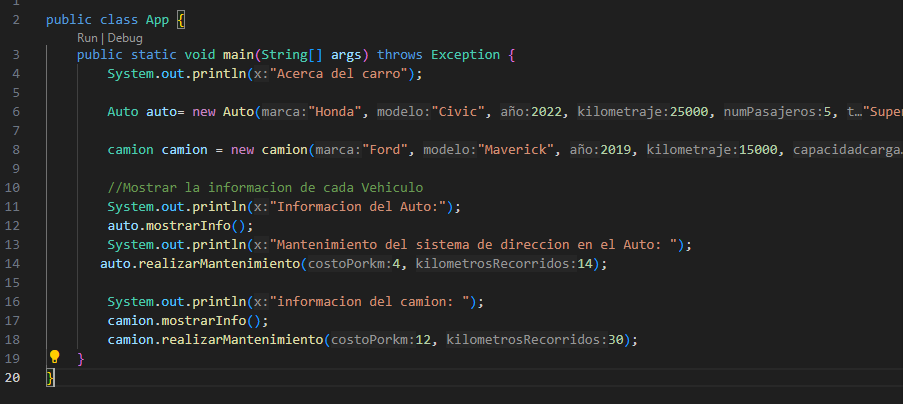 1
2 public class App {
Run | Debug
3 public static void main(String[] args) throws Exception {
4 System.out.println(x:"Acerca del carro");
5
6 Auto auto= new Auto(marca:"Honda", modelo:"Civic", año:2022, kilometraje:25000, numPasajeros:5, t…"Super
7
8 camion camion = new camion(marca:"Ford", modelo:"Maverick", año:2019, kilometraje:15000, capacidadcarga…
9
10 //Mostrar la informacion de cada Vehiculo
11 System.out.println(x:"Informacion del Auto:");
12 auto.mostrarInfo();
13 System.out.println(x:"Mantenimiento del sistema de direccion en el Auto: ");
14 auto.realizarMantenimiento(costoPorkm:4, kilometrosRecorridos:14);
15
16 System.out.println(x:"informacion del camion: ");
17 camion.mostrarInfo();
18 camion.realizarMantenimiento(costoPorkm:12, kilometrosRecorridos:30);
19 }
20 }